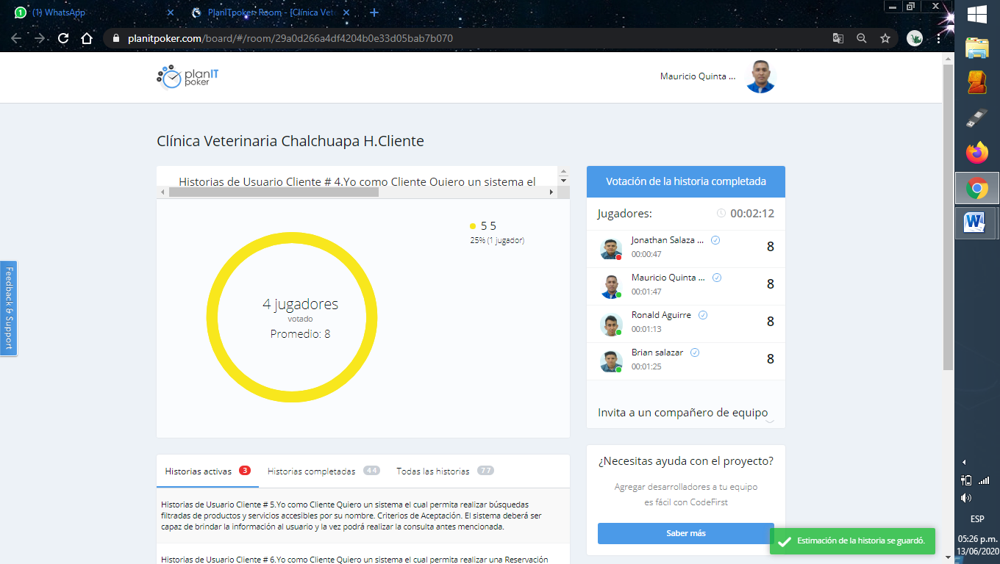 (1) WhatsApp
PlanITpoker: Room - [Clínica Vete
planitpoker.com/board/#/room/29a0d266a4df4204b0e33d05bab7b070
planIT
poker
Mauricio Quinta ...
Clínica Veterinaria Chalchuapa H.Cliente
Historias de Usuario Cliente # 4.Yo como Cliente Quiero un sistema el
5 5
25% (1 jugador)
4 jugadores
votado
Promedio: 8
Votación de la historia completada
Jugadores:
00:02:12
Jonathan Salaza ...
00:00:47
8
Mauricio Quinta ...
00:01:47
8
Ronald Aguirre
00:01:13
8
Brian salazar
00:01:25
8
Invita a un compañero de equipo
Feedback & Support
Historias activas 3
Historias completadas 44
Todas las historias 77
Historias de Usuario Cliente # 5.Yo como Cliente Quiero un sistema el cual permita realizar búsquedas
filtradas de productos y servicios accesibles por su nombre. Criterios de Aceptación. El sistema deberá ser
capaz de brindar la información al usuario y la vez podrá realizar la consulta antes mencionada.
Historias de Usuario Cliente # 6.Yo como Cliente Quiero un sistema el cual permita realizar una Reservación
¿Necesitas ayuda con el proyecto?
Agregar desarrolladores a tu equipo
es fácil con CodeFirst
Saber más
Estimación de la historia se guardó.
ESP
05:26 p.m.
13/06/2020